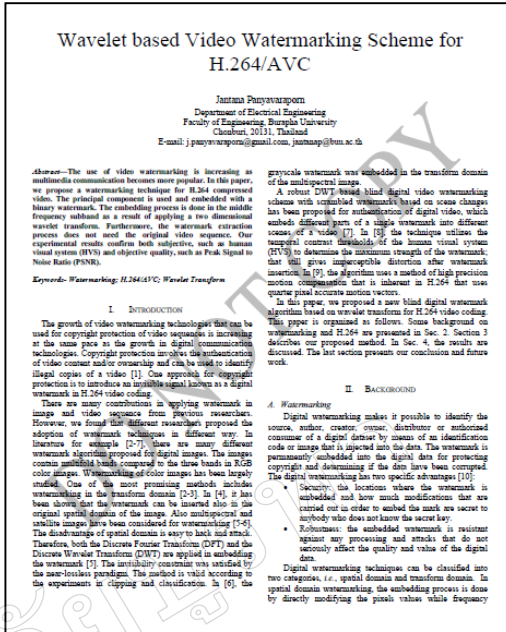 Wavelet based Video Watermarking Scheme for
H.264/AVC
Jantana Panyavaraporn
Department of Electrical Engineering
Faculty of Engineering, Burapha University
Chonburi, 20131, Thailand
E-mail: j.panyavaraporn@gmail.com, jantanap@buu.ac.th
Abstract—The use of video watermarking is increasing as
multimedia communication becomes more popular. In this paper,
we propose a watermarking technique for H.264 compressed
video. The principal component is used and embedded with a
binary watermark. The embedding process is done in the middle
frequency subband as a result of applying a two dimensional
wavelet transform. Furthermore, the watermark extraction
process does not need the original video sequence. Our
experimental results confirm both subjective, such as human
visual system (HVS) and objective quality, such as Peak Signal to
Noise Ratio (PSNR).
Keywords- Watermarking; H.264/AVC; Wavelet Transform
I. INTRODUCTION
The growth of video watermarking technologies that can be
used for copyright protection of video sequences is increasing
at the same pace as the growth in digital communication
technologies. Copyright protection involves the authentication
of video content and/or ownership and can be used to identify
illegal copies of a video [1]. One approach for copyright
protection is to introduce an invisible signal known as a digital
watermark in H.264 video coding.
There are many contributions in applying watermark in
image and video sequence from previous researchers.
However, we found that different researchers proposed the
adoption of watermark techniques in different way. In
literature for example [2-7], there are many different
watermark algorithm proposed for digital images. The images
contain multifold bands compared to the three bands in RGB
color images. Watermarking of color images has been largely
studied. One of the most promising methods includes
watermarking in the transform domain [2-3]. In [4], it has
been shown that the watermark can be inserted also in the
original spatial domain of the image. Also multispectral and
satellite images have been considered for watermarking [5-6].
The disadvantage of spatial domain is easy to hack and attack.
Therefore, both the Discrete Fourier Transform (DFT) and the
Discrete Wavelet Transform (DWT) are applied in embedding
the watermark [5]. The invisibility constraint was satisfied by
the near-lossless paradigm. The method is valid according to
the experiments in clipping and classification. In [6], the
grayscale watermark was embedded in the transform domain
of the multispectral image.
A robust DWT based blind digital video watermarking
scheme with scrambled watermarks based on scene changes
has been proposed for authentication of digital video, which
embeds different parts of a single watermark into different
scenes of a video [7]. In [8], the technique utilizes the
temporal contrast thresholds of the human visual system
(HVS) to determine the maximum strength of the watermark;
that still gives imperceptible distortion after watermark
insertion. In [9], the algorithm uses a method of high precision
motion compensation that is inherent in H.264 that uses
quarter pixel accurate motion vectors.
In this paper, we proposed a new blind digital watermark
algorithm based on wavelet transform for H.264 video coding.
This paper is organized as follows. Some background on
watermarking and H.264 are presented in Sec. 2. Section 3
describes our proposed method. In Sec. 4, the results are
discussed. The last section presents our conclusion and future
work.
II. BACKGROUND
A. Watermarking
Digital watermarking makes it possible to identify the
source, author, creator, owner, distributor or authorized
consumer of a digital dataset by means of an identification
code or image that is injected into the data. The watermark is
permanently embedded into the digital data for protecting
copyright and determining if the data have been corrupted.
The digital watermarking has two specific advantages [10]:
• Security: the locations where the watermark is
embedded and how much modifications that are
carried out in order to embed the mark are secret to
anybody who does not know the secret key.
• Robustness: the embedded watermark is resistant
against any processing and attacks that do not
seriously affect the quality and value of the digital
data.
Digital watermarking techniques can be classified into
two categories, i.e., spatial domain and transform domain. In
spatial domain watermarking, the embedding process is done
by directly modifying the pixels values while frequency